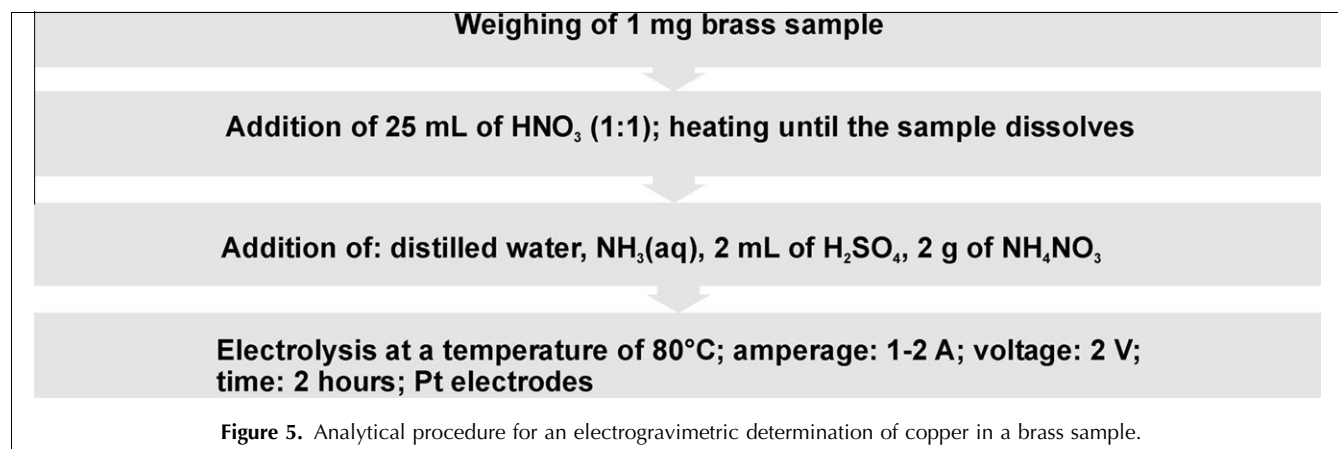 Weighing of 1 mg brass sample
Addition of 25 mL of HNO₃ (1:1); heating until the sample dissolves
Addition of: distilled water, NH₃(aq), 2 mL of H₂SO₄, 2 g of NH₄NO₃
Electrolysis at a temperature of 80°C; amperage: 1-2 A; voltage: 2 V;
time: 2 hours; Pt electrodes
Figure 5. Analytical procedure for an electrogravimetric determination of copper in a brass sample.